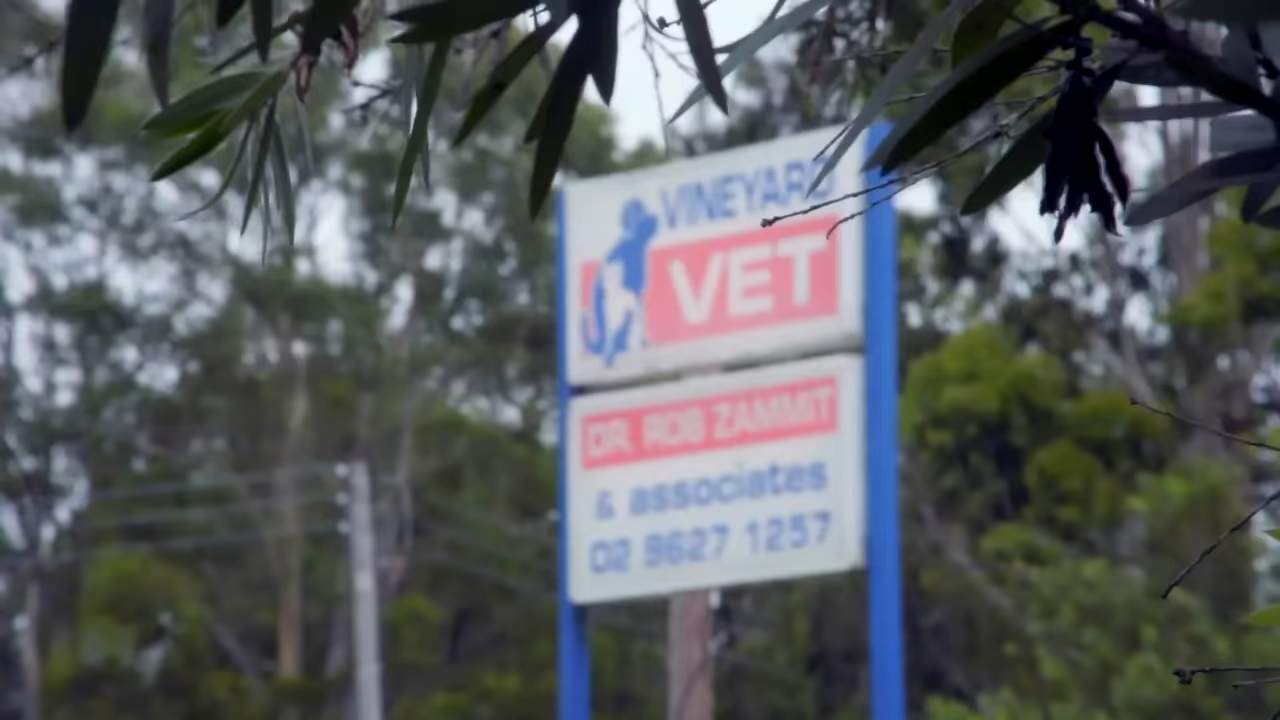 VINEYARD
VET
DR. ROB ZAMMIT
& associates
02 9627 1257